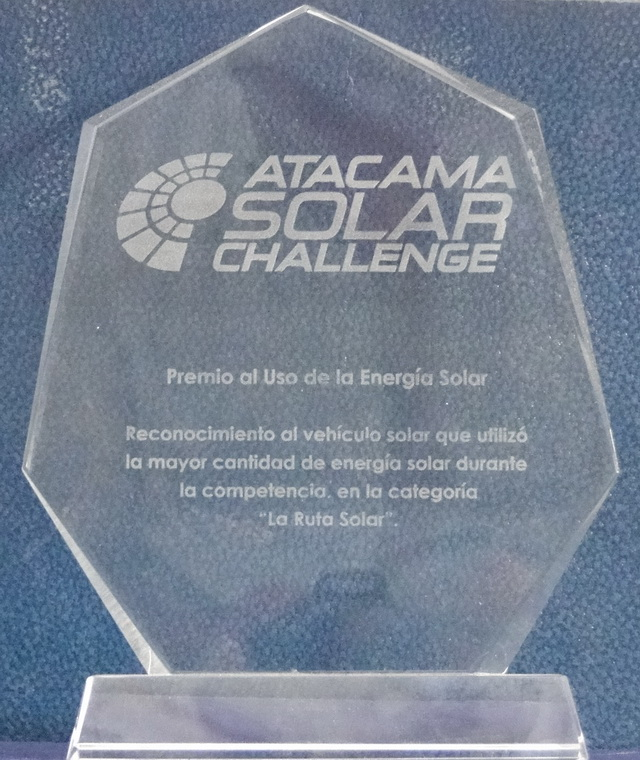 ATACAMA
SOLAR
CHALLENGE
Premio al Uso de la Energía Solar
Reconocimiento al vehículo solar que utilizó
la mayor cantidad de energía solar durante
la competencia. en la categoría
“La Ruta Solar”.